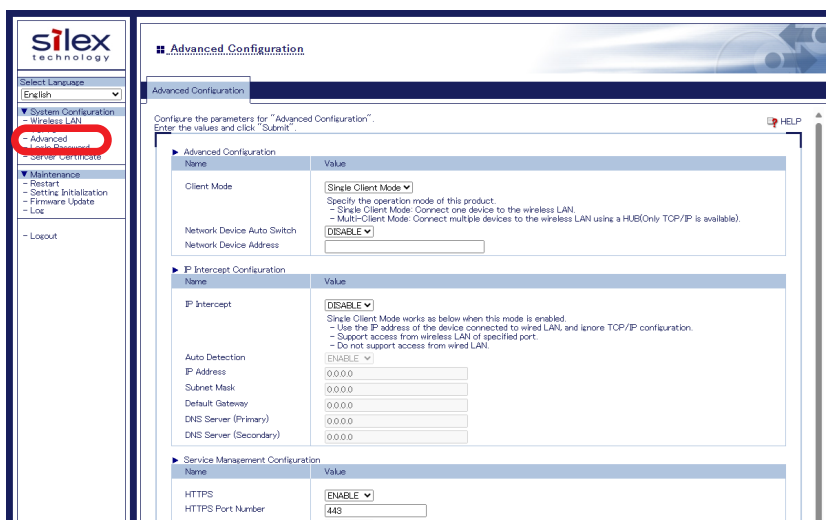 silex
technology
Select Language
English
▼ System Configuration
- Wireless LAN
- Advanced
- Login Password
- Server Certificate
▼ Maintenance
- Restart
- Setting Initialization
- Firmware Update
- Log
- Logout
Advanced Configuration
Advanced Configuration
Configure the parameters for "Advanced Configuration".
Enter the values and click "Submit".
HELP
▶ Advanced Configuration
Name Value
Client Mode Single Client Mode
Specify the operation mode of this product.
- Single Client Mode: Connect one device to the wireless LAN.
- Multi-Client Mode: Connect multiple devices to the wireless LAN using a HUB(Only TCP/IP is available).
Network Device Auto Switch DISABLE
Network Device Address
▶ IP Intercept Configuration
Name Value
IP Intercept DISABLE
Single Client Mode works as below when this mode is enabled.
- Use the IP address of the device connected to wired LAN, and ignore TCP/IP configuration.
- Support access from wireless LAN of specified port.
- Do not support access from wired LAN.
Auto Detection ENABLE
IP Address 0.0.0.0
Subnet Mask 0.0.0.0
Default Gateway 0.0.0.0
DNS Server (Primary) 0.0.0.0
DNS Server (Secondary) 0.0.0.0
▶ Service Management Configuration
Name Value
HTTPS ENABLE
HTTPS Port Number 443